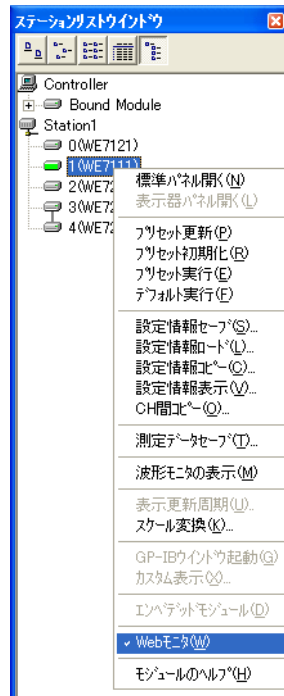 ステーションリストウインドウ
Controller
Bound Module
Station1
0(WE7121)
1(WE7111)
2(WE72
3(WE72
4(WE72
標準パネル開く(N)
表示器パネル開く(L)
プリセット更新(P)
プリセット初期化(R)
プリセット実行(E)
デフォルト実行(F)
設定情報セーブ(S)...
設定情報ロード(L)...
設定情報コピー(C)...
設定情報表示(V)...
CH間コピー(O)...
測定データセーブ(T)...
波形モニタの表示(M)
表示更新周期(U)...
スケール変換(K)...
GP-IBウインドウ起動(G)
カスタム表示(X)...
エンベデッドモジュール(D)
Webモニタ(W)
モジュールのヘルプ(H)